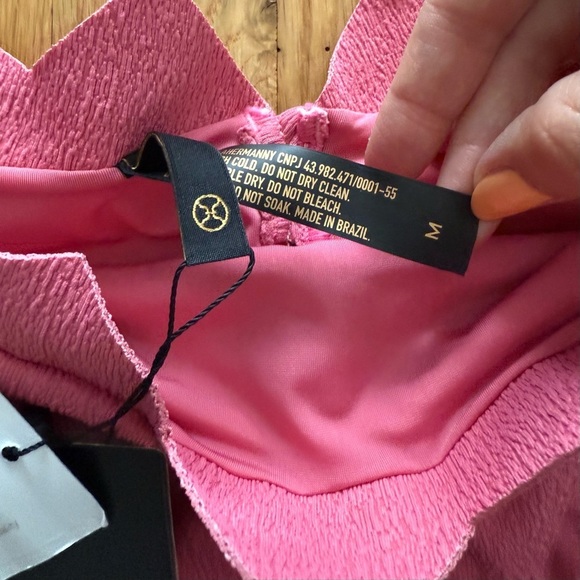 HERMANNY CNPJ 43.982.471/0001-55
COLD. DO NOT DRY CLEAN.
DRY. DO NOT BLEACH.
NOT SOAK. MADE IN BRAZIL.
M